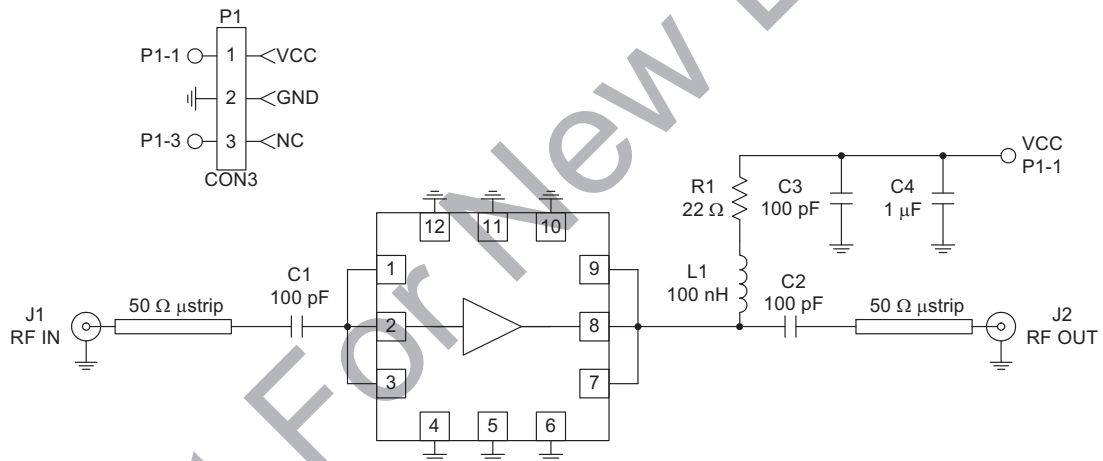 P1
P1-1 1 VCC
2 GND
P1-3 3 NC
CON3
VCC
P1-1
R1
22 Ω
C3
100 pF
C4
1 μF
12 11 10
1 9
L1
100 nH
C1
100 pF
C2
100 pF
J1
RF IN
50 Ω μstrip
2 8
50 Ω μstrip
J2
RF OUT
3 7
4 5 6
For New